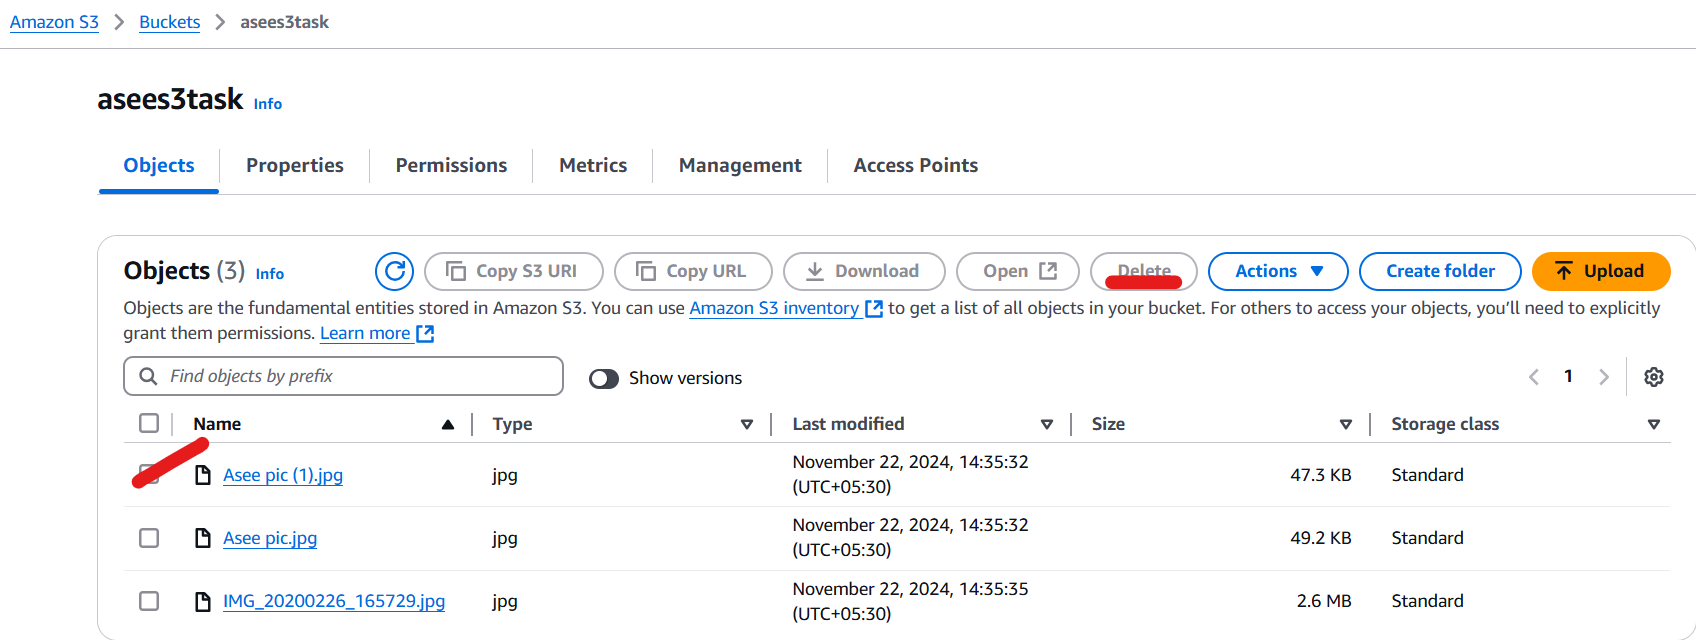 Amazon S3 > Buckets > asees3task
asees3task Info
Objects Properties Permissions Metrics Management Access Points
Objects (3) Info Copy S3 URI Copy URL Download Open Delete Actions Create folder Upload
Objects are the fundamental entities stored in Amazon S3. You can use Amazon S3 inventory to get a list of all objects in your bucket. For others to access your objects, you'll need to explicitly
grant them permissions. Learn more
Find objects by prefix Show versions < 1 >
Name Type Last modified Size Storage class
Asee pic (1).jpg jpg November 22, 2024, 14:35:32 (UTC+05:30) 47.3 KB Standard
Asee pic.jpg jpg November 22, 2024, 14:35:32 (UTC+05:30) 49.2 KB Standard
IMG_20200226_165729.jpg jpg November 22, 2024, 14:35:35 (UTC+05:30) 2.6 MB Standard